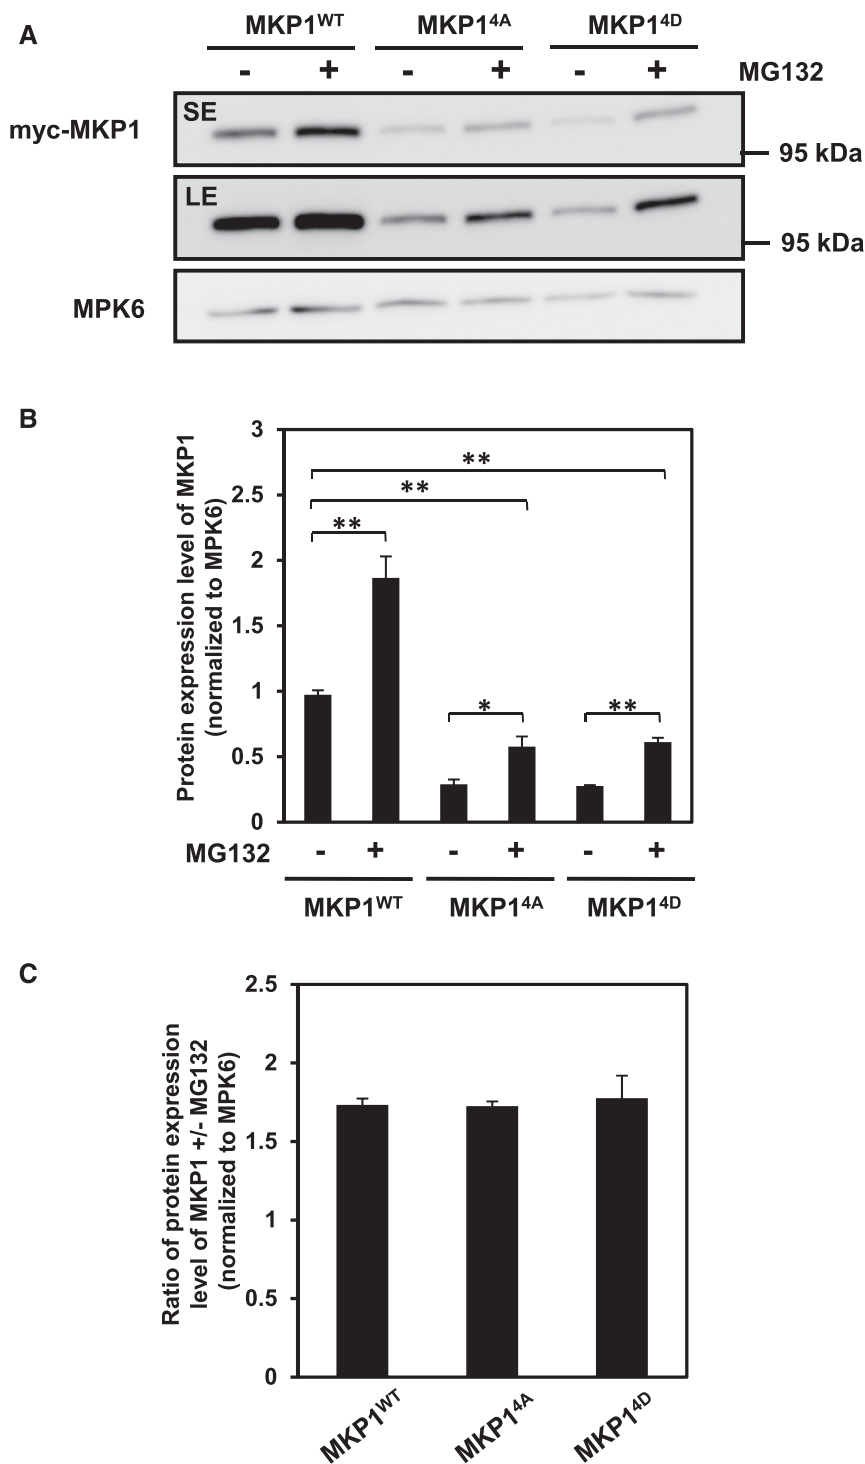 A
MKP1WT MKP14A MKP14D
- + - + - + MG132
myc-MKP1
SE
95 kDa
LE
95 kDa
MPK6
B
Protein expression level of MKP1
(normalized to MPK6)
3
2.5
2
1.5
1
0.5
0
**
**
**
*
**
MG132 - + - + - +
MKP1WT MKP14A MKP14D
C
Ratio of protein expression
level of MKP1 +/- MG132
(normalized to MPK6)
2.5
2
1.5
1
0.5
0
MKP1WT
MKP14A
MKP14D